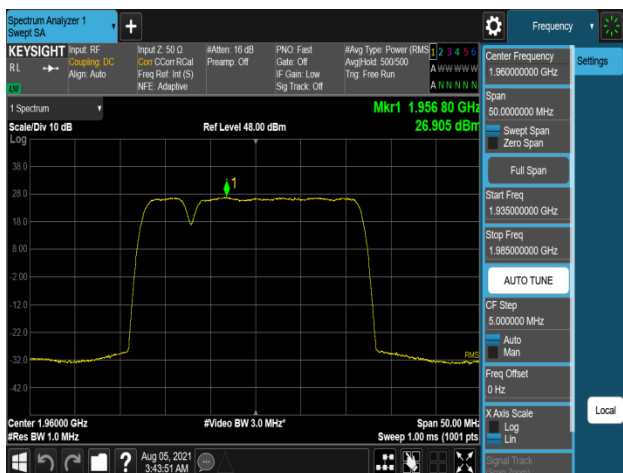 Spectrum Analyzer 1
Swept SA
+
Frequency
KEYSIGHT
RL
LU
Input: RF
Coupling: DC
Align: Auto
Input Z: 50 Ω
Corr CCorr RCal
Freq Ref: Int (S)
NFE: Adaptive
#Atten: 16 dB
Preamp: Off
PNO: Fast
Gate: Off
IF Gain: Low
Sig Track: Off
#Avg Type: Power (RMS
Avg|Hold: 500/500
Trig: Free Run
1 2 3 4 5 6
A W W W W W
A N N N N N
1 Spectrum
Scale/Div 10 dB
Log
Ref Level 48.00 dBm
Mkr1 1.956 80 GHz
26.905 dBm
38.0
28.0
18.0
8.00
-2.00
-12.0
-22.0
-32.0
-42.0
1
RMS
Center 1.96000 GHz
#Res BW 1.0 MHz
#Video BW 3.0 MHz*
Span 50.00 MHz
Sweep 1.00 ms (1001 pts
Center Frequency
1.960000000 GHz
Span
50.0000000 MHz
Swept Span
Zero Span
Full Span
Start Freq
1.935000000 GHz
Stop Freq
1.985000000 GHz
AUTO TUNE
CF Step
5.000000 MHz
Auto
Man
Freq Offset
0 Hz
X Axis Scale
Log
Lin
Signal Track
Settings
Local
?
Aug 05, 2021
3:43:51 AM